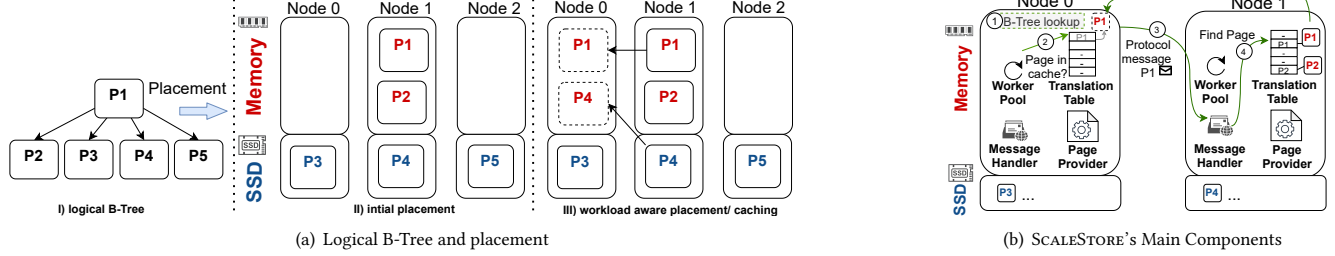 Node 0 Node 1 Node 2
Memory
SSD
P1
Placement
P2 P3 P4 P5
I) logical B-Tree
P1
P2
SSD
P3 P4 P5
II) intial placement
Node 0 Node 1 Node 2
P1 P1
P4 P2
P3 P4 P5
III) workload aware placement/ caching
(a) Logical B-Tree and placement
Node 0 Node 1
Memory
SSD
1 B-Tree lookup P1
2 P1
Page in
cache?
-
-
-
Worker
Pool
Translation
Table
Message
Handler
Page
Provider
P3 ...
3
Protocol
message
P1
Find Page
4
-
P1
-
-
P2
P1
P2
Worker
Pool
Translation
Table
Message
Handler
Page
Provider
P4 ...
(b) SCALESTORE's Main Components